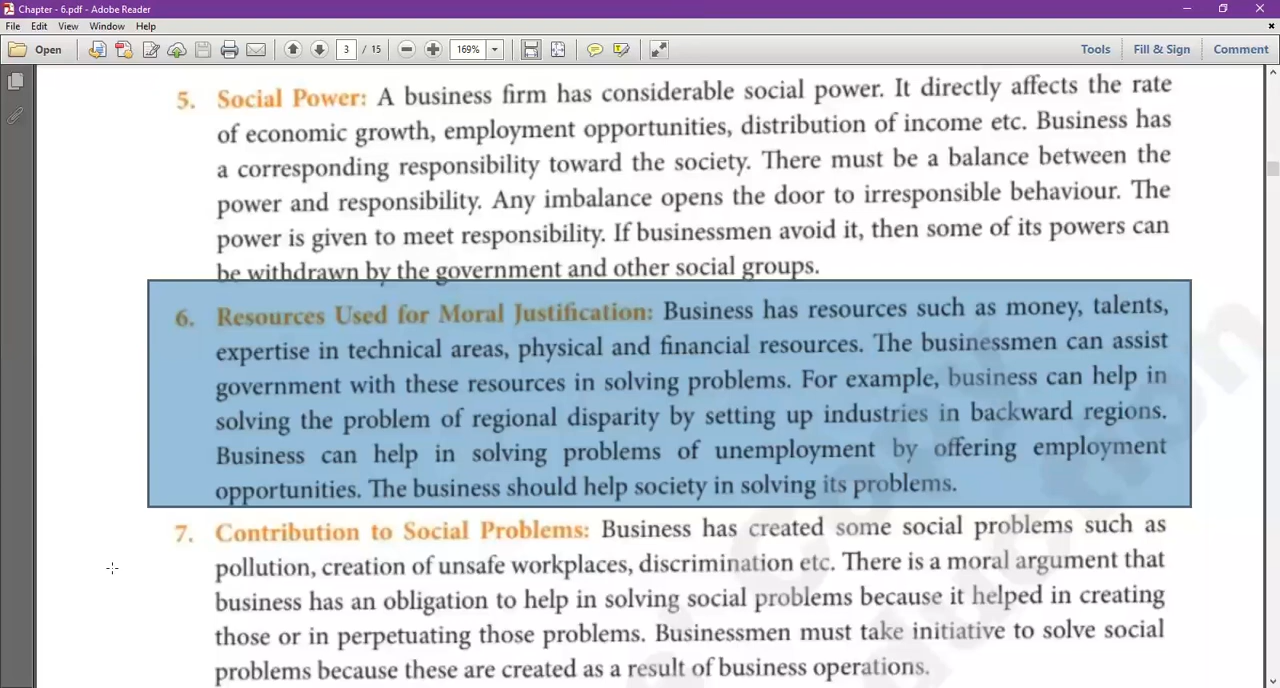 Chapter - 6.pdf - Adobe Reader
File Edit View Window Help
Open 3 / 15 169% Tools Fill & Sign Comment
5. Social Power: A business firm has considerable social power. It directly affects the rate
of economic growth, employment opportunities, distribution of income etc. Business has
a corresponding responsibility toward the society. There must be a balance between the
power and responsibility. Any imbalance opens the door to irresponsible behaviour. The
power is given to meet responsibility. If businessmen avoid it, then some of its powers can
be withdrawn by the government and other social groups.
6. Resources Used for Moral Justification: Business has resources such as money, talents,
expertise in technical areas, physical and financial resources. The businessmen can assist
government with these resources in solving problems. For example, business can help in
solving the problem of regional disparity by setting up industries in backward regions.
Business can help in solving problems of unemployment by offering employment
opportunities. The business should help society in solving its problems.
7. Contribution to Social Problems: Business has created some social problems such as
pollution, creation of unsafe workplaces, discrimination etc. There is a moral argument that
business has an obligation to help in solving social problems because it helped in creating
those or in perpetuating those problems. Businessmen must take initiative to solve social
problems because these are created as a result of business operations.